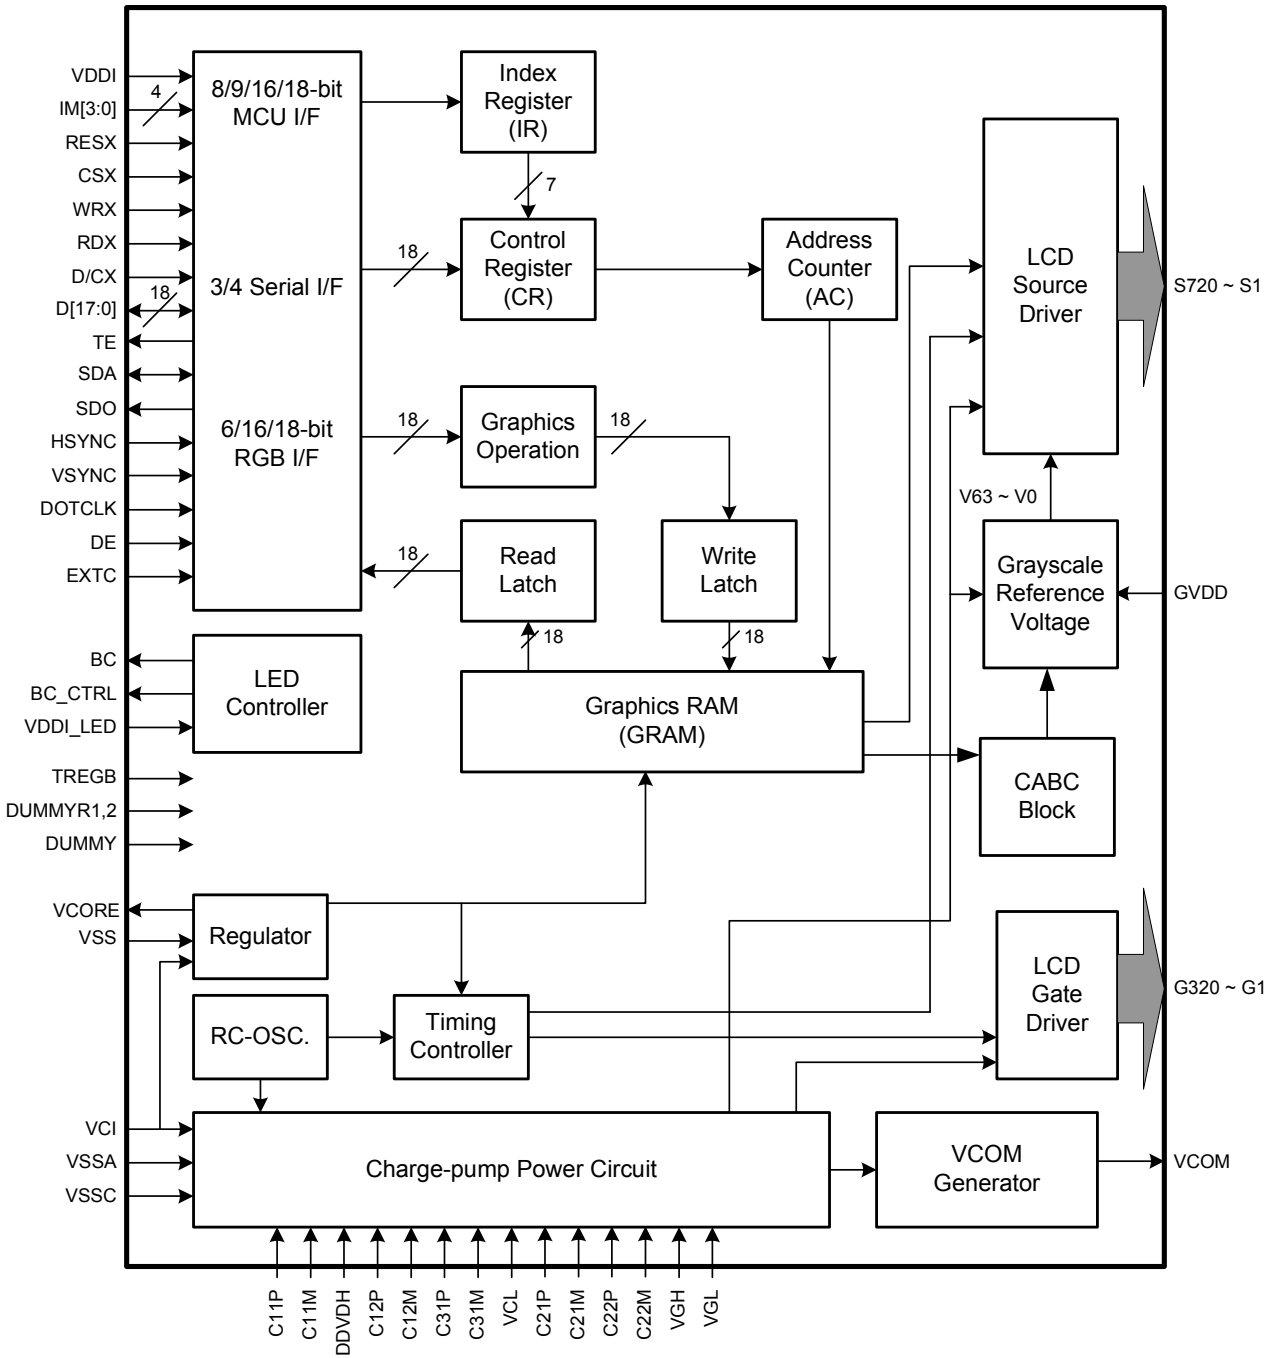 VDDI
IM[3:0]
4
RESX
CSX
WRX
RDX
D/CX
D[17:0]
18
TE
SDA
SDO
HSYNC
VSYNC
DOTCLK
DE
EXTC
8/9/16/18-bit
MCU I/F
3/4 Serial I/F
6/16/18-bit
RGB I/F
Index
Register
(IR)
7
18
Control
Register
(CR)
Address
Counter
(AC)
18
Graphics
Operation
18
18
Read
Latch
Write
Latch
18
18
Graphics RAM
(GRAM)
LCD
Source
Driver
S720 ~ S1
V63 ~ V0
Grayscale
Reference
Voltage
GVDD
CABC
Block
BC
BC_CTRL
VDDI_LED
LED
Controller
TREGB
DUMMYR1,2
DUMMY
VCORE
VSS
Regulator
RC-OSC.
Timing
Controller
LCD
Gate
Driver
G320 ~ G1
VCI
VSSA
VSSC
Charge-pump Power Circuit
VCOM
Generator
VCOM
C11P
C11M
DDVDH
C12P
C12M
C31P
C31M
VCL
C21P
C21M
C22P
C22M
VGH
VGL